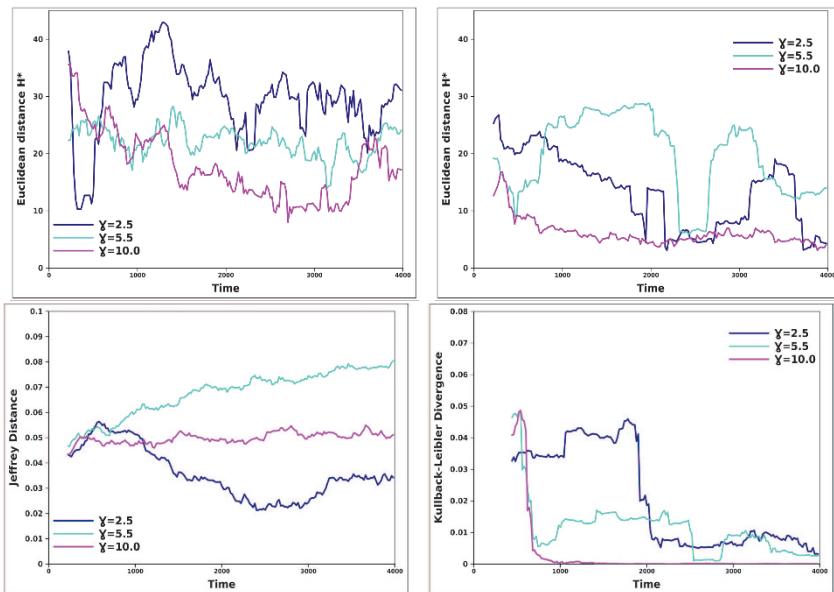 Euclidean distance H*
40
30
20
10
0
ɣ=2.5
ɣ=5.5
ɣ=10.0
0
1000
2000
3000
4000
Time
Euclidean distance H*
40
30
20
10
0
ɣ=2.5
ɣ=5.5
ɣ=10.0
0
1000
2000
3000
4000
Time
Jeffrey Distance
0.1
0.09
0.08
0.07
0.06
0.05
0.04
0.03
0.02
0.01
0
ɣ=2.5
ɣ=5.5
ɣ=10.0
0
1000
2000
3000
4000
Time
Kullback-Leibler Divergence
0.08
0.07
0.06
0.05
0.04
0.03
0.02
0.01
0
ɣ=2.5
ɣ=5.5
ɣ=10.0
0
1000
2000
3000
4000
Time